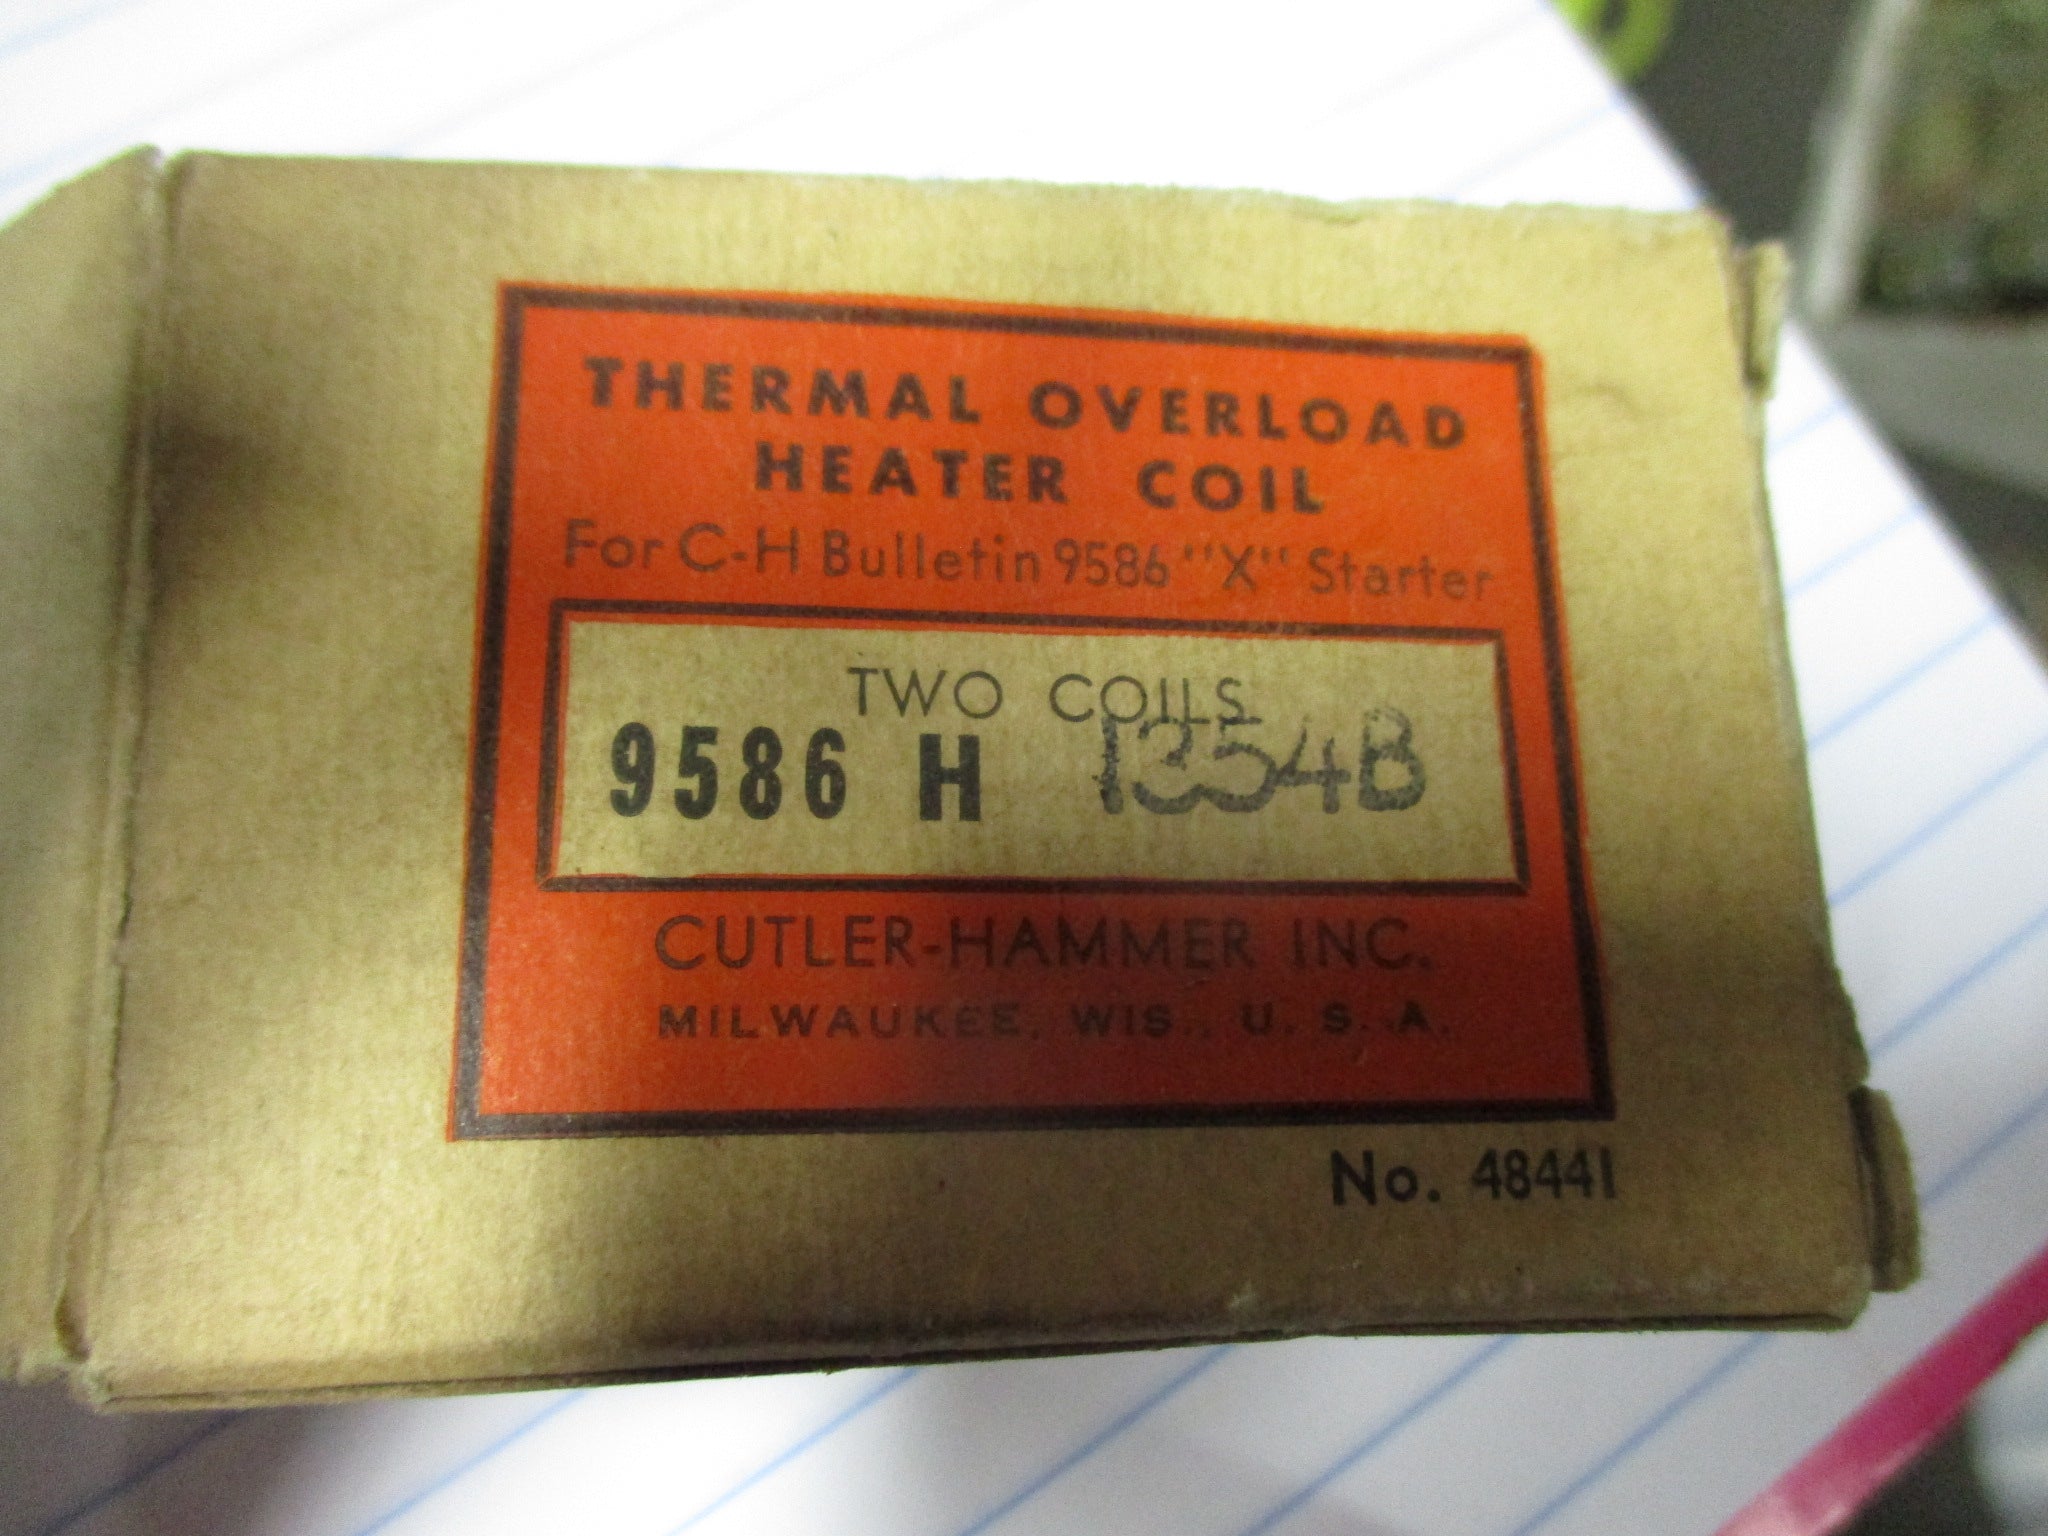 THERMAL OVERLOAD
HEATER COIL
For C-H Bulletin 9586 "X" Starter
TWO COILS
9586 H 1354B
CUTLER-HAMMER INC.
MILWAUKEE, WIS., U. S. A.
No. 48441